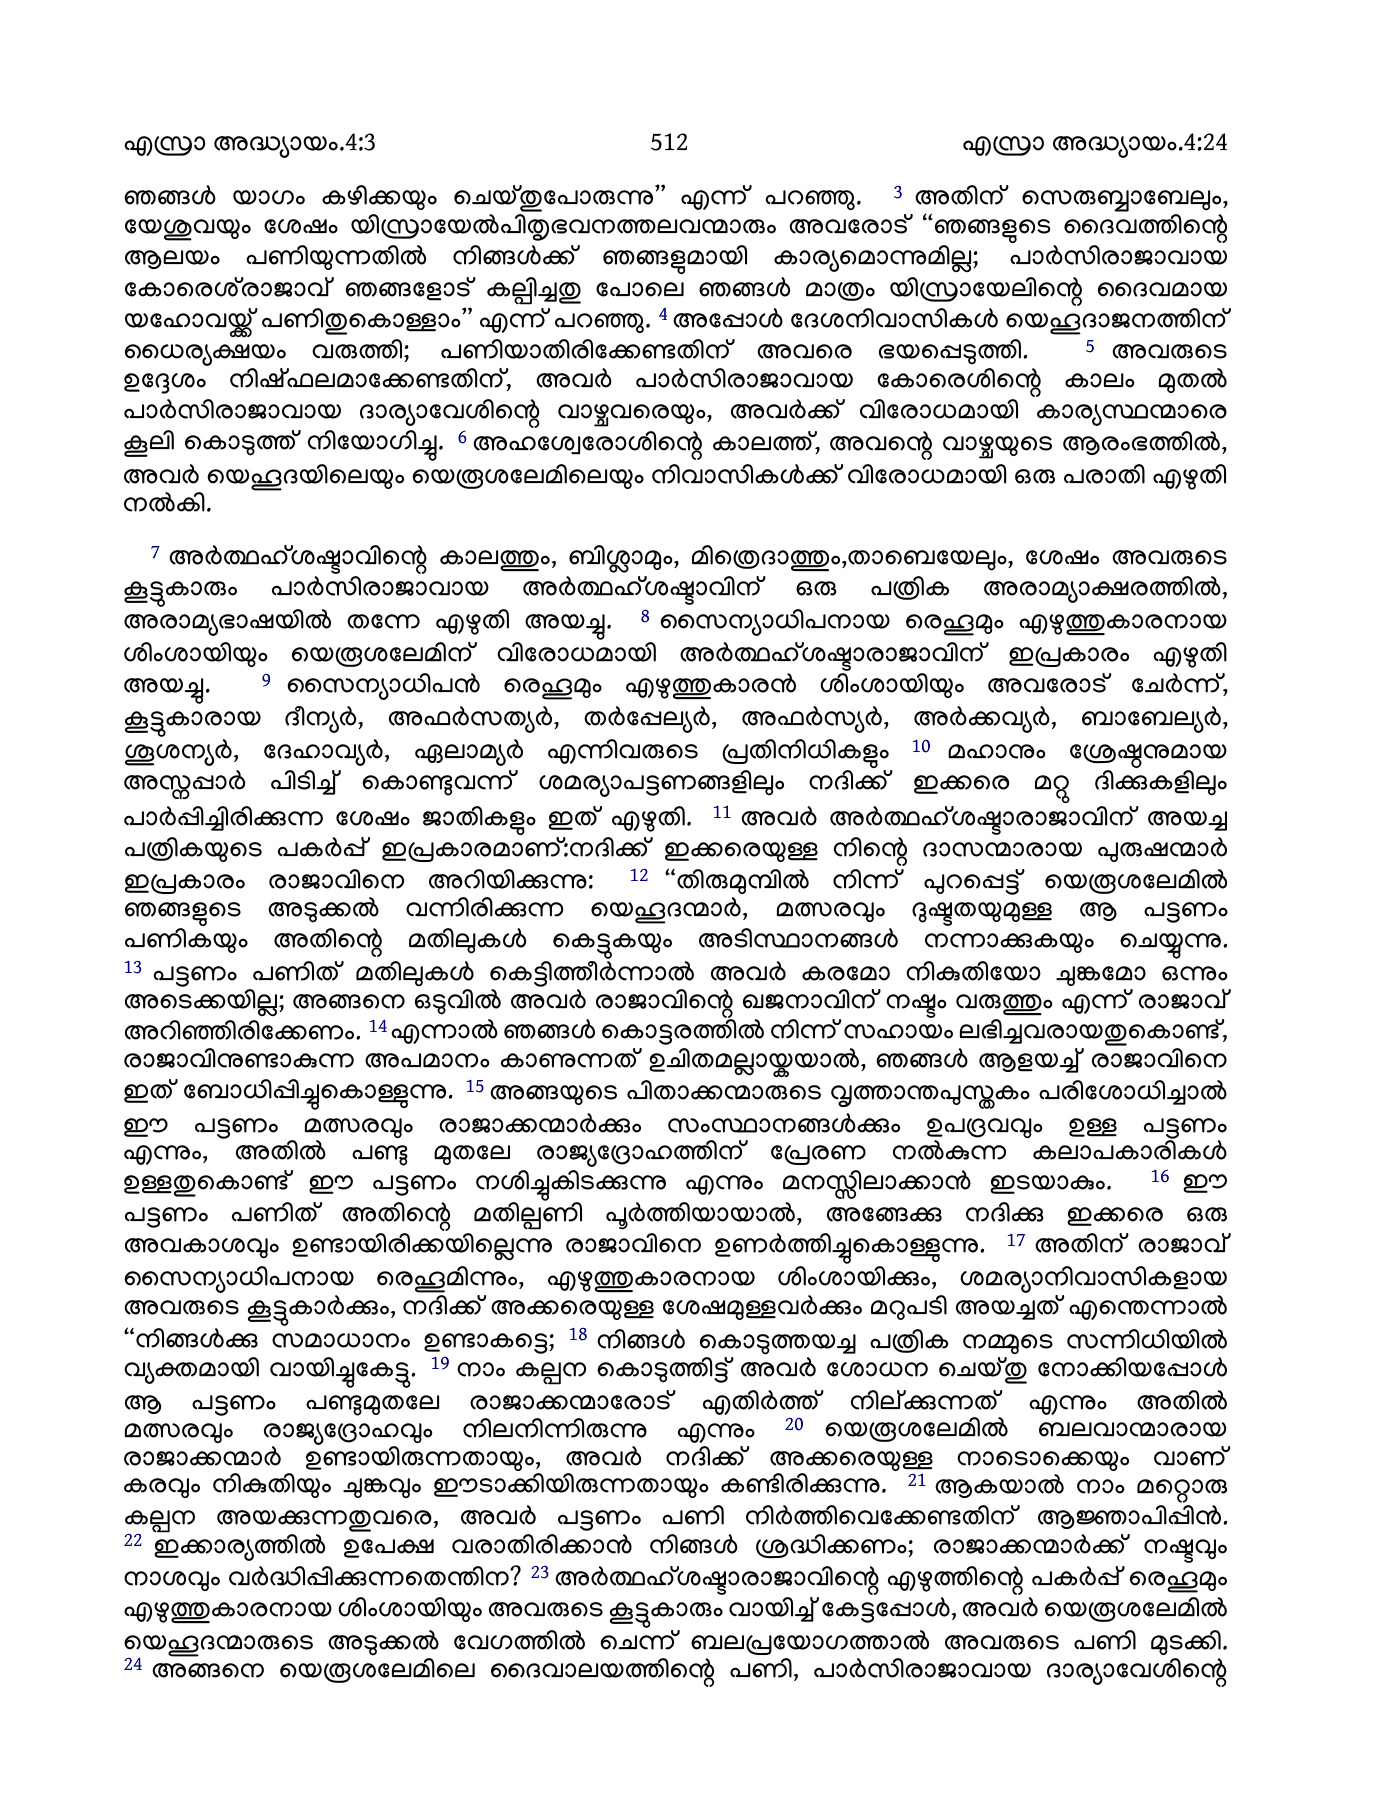 എസ്രാ അദ്ധ്യായം.4:3 512 എസ്രാ അദ്ധ്യായം.4:24
ഞങ്ങൾ യാഗം കഴിക്കയും ചെയ്തുപോരുന്നു” എന്ന് പറഞ്ഞു. 3 അതിന് സെരുബ്ബാബേലും,
യേശുവയും ശേഷം യിസ്രായേൽപിതൃഭവനത്തലവന്മാരും അവരോട് “ഞങ്ങളുടെ ദൈവത്തിന്റെ
ആലയം പണിയുന്നതിൽ നിങ്ങൾക്ക് ഞങ്ങളുമായി കാര്യമൊന്നുമില്ല; പാർസിരാജാവായ
കോരെശ്‌രാജാവ് ഞങ്ങളോട് കല്പിച്ചതു പോലെ ഞങ്ങൾ മാത്രം യിസ്രായേലിന്റെ ദൈവമായ
യഹോവയ്ക്ക് പണിതുകൊള്ളാം” എന്ന് പറഞ്ഞു. 4 അപ്പോൾ ദേശനിവാസികൾ യെഹൂദാജനത്തിന്
ധൈര്യക്ഷയം വരുത്തി; പണിയാതിരിക്കേണ്ടതിന് അവരെ ഭയപ്പെടുത്തി. 5 അവരുടെ
ഉദ്ദേശം നിഷ്ഫലമാക്കേണ്ടതിന്, അവർ പാർസിരാജാവായ കോരെശിന്റെ കാലം മുതൽ
പാർസിരാജാവായ ദാര്യാവേശിന്റെ വാഴ്ചവരെയും, അവർക്ക് വിരോധമായി കാര്യസ്ഥന്മാരെ
കൂലി കൊടുത്ത് നിയോഗിച്ചു. 6 അഹശ്വേരോശിന്റെ കാലത്ത്, അവന്റെ വാഴ്ചയുടെ ആരംഭത്തിൽ,
അവർ യെഹൂദയിലെയും യെരൂശലേമിലെയും നിവാസികൾക്ക് വിരോധമായി ഒരു പരാതി എഴുതി
നൽകി.
7 അർത്ഥഹ്ശഷ്ടാവിന്റെ കാലത്തും, ബിശ്ലാമും, മിത്രെദാത്തും,താബെയേലും, ശേഷം അവരുടെ
കൂട്ടുകാരും പാർസിരാജാവായ അർത്ഥഹ്ശഷ്ടാവിന് ഒരു പത്രിക അരാമ്യാക്ഷരത്തിൽ,
അരാമ്യഭാഷയിൽ തന്നേ എഴുതി അയച്ചു. 8 സൈന്യാധിപനായ രെഹൂമും എഴുത്തുകാരനായ
ശിംശായിയും യെരൂശലേമിന് വിരോധമായി അർത്ഥഹ്ശഷ്ടാരാജാവിന് ഇപ്രകാരം എഴുതി
അയച്ചു. 9 സൈന്യാധിപൻ രെഹൂമും എഴുത്തുകാരൻ ശിംശായിയും അവരോട് ചേർന്ന്,
കൂട്ടുകാരായ ദീന്യർ, അഫർസത്യർ, തർപ്പേല്യർ, അഫർസ്യർ, അർക്കവ്യർ, ബാബേല്യർ,
ശൂശന്യർ, ദേഹാവ്യർ, ഏലാമ്യർ എന്നിവരുടെ പ്രതിനിധികളും 10 മഹാനും ശ്രേഷ്ഠനുമായ
അസ്നപ്പാർ പിടിച്ച് കൊണ്ടുവന്ന് ശമര്യാപട്ടണങ്ങളിലും നദിക്ക് ഇക്കരെ മറ്റു ദിക്കുകളിലും
പാർപ്പിച്ചിരിക്കുന്ന ശേഷം ജാതികളും ഇത് എഴുതി. 11 അവർ അർത്ഥഹ്ശഷ്ടാരാജാവിന് അയച്ച
പത്രികയുടെ പകർപ്പ് ഇപ്രകാരമാണ്:നദിക്ക് ഇക്കരെയുള്ള നിന്റെ ദാസന്മാരായ പുരുഷന്മാർ
ഇപ്രകാരം രാജാവിനെ അറിയിക്കുന്നു: 12 “തിരുമുമ്പിൽ നിന്ന് പുറപ്പെട്ട് യെരൂശലേമിൽ
ഞങ്ങളുടെ അടുക്കൽ വന്നിരിക്കുന്ന യെഹൂദന്മാർ, മത്സരവും ദുഷ്ടതയുമുള്ള ആ പട്ടണം
പണികയും അതിന്റെ മതിലുകൾ കെട്ടുകയും അടിസ്ഥാനങ്ങൾ നന്നാക്കുകയും ചെയ്യുന്നു.
13 പട്ടണം പണിത് മതിലുകൾ കെട്ടിത്തീർന്നാൽ അവർ കരമോ നികുതിയോ ചുങ്കമോ ഒന്നും
അടെക്കയില്ല; അങ്ങനെ ഒടുവിൽ അവർ രാജാവിന്റെ ഖജനാവിന് നഷ്ടം വരുത്തും എന്ന് രാജാവ്
അറിഞ്ഞിരിക്കേണം. 14 എന്നാൽ ഞങ്ങൾ കൊട്ടരത്തിൽ നിന്ന് സഹായം ലഭിച്ചവരായതുകൊണ്ട്,
രാജാവിനുണ്ടാകുന്ന അപമാനം കാണുന്നത് ഉചിതമല്ലായ്കയാൽ, ഞങ്ങൾ ആളയച്ച് രാജാവിനെ
ഇത് ബോധിപ്പിച്ചുകൊള്ളുന്നു. 15 അങ്ങയുടെ പിതാക്കന്മാരുടെ വൃത്താന്തപുസ്തകം പരിശോധിച്ചാൽ
ഈ പട്ടണം മത്സരവും രാജാക്കന്മാർക്കും സംസ്ഥാനങ്ങൾക്കും ഉപദ്രവവും ഉള്ള പട്ടണം
എന്നും, അതിൽ പണ്ടു മുതലേ രാജ്യദ്രോഹത്തിന് പ്രേരണ നൽകുന്ന കലാപകാരികൾ
ഉള്ളതുകൊണ്ട് ഈ പട്ടണം നശിച്ചുകിടക്കുന്നു എന്നും മനസ്സിലാക്കാൻ ഇടയാകും. 16 ഈ
പട്ടണം പണിത് അതിന്റെ മതില്പണി പൂർത്തിയായാൽ, അങ്ങേക്കു നദിക്കു ഇക്കരെ ഒരു
അവകാശവും ഉണ്ടായിരിക്കയില്ലെന്നു രാജാവിനെ ഉണർത്തിച്ചുകൊള്ളുന്നു. 17 അതിന് രാജാവ്
സൈന്യാധിപനായ രെഹൂമിന്നും, എഴുത്തുകാരനായ ശിംശായിക്കും, ശമര്യാനിവാസികളായ
അവരുടെ കൂട്ടുകാർക്കും, നദിക്ക് അക്കരെയുള്ള ശേഷമുള്ളവർക്കും മറുപടി അയച്ചത് എന്തെന്നാൽ
“നിങ്ങൾക്കു സമാധാനം ഉണ്ടാകട്ടെ; 18 നിങ്ങൾ കൊടുത്തയച്ച പത്രിക നമ്മുടെ സന്നിധിയിൽ
വ്യക്തമായി വായിച്ചുകേട്ടു. 19 നാം കല്പന കൊടുത്തിട്ട് അവർ ശോധന ചെയ്തു നോക്കിയപ്പോൾ
ആ പട്ടണം പണ്ടുമുതലേ രാജാക്കന്മാരോട് എതിർത്ത് നില്ക്കുന്നത് എന്നും അതിൽ
മത്സരവും രാജ്യദ്രോഹവും നിലനിന്നിരുന്നു എന്നും 20 യെരൂശലേമിൽ ബലവാന്മാരായ
രാജാക്കന്മാർ ഉണ്ടായിരുന്നതായും, അവർ നദിക്ക് അക്കരെയുള്ള നാടൊക്കെയും വാണ്
കരവും നികുതിയും ചുങ്കവും ഈടാക്കിയിരുന്നതായും കണ്ടിരിക്കുന്നു. 21 ആകയാൽ നാം മറ്റൊരു
കല്പന അയക്കുന്നതുവരെ, അവർ പട്ടണം പണി നിർത്തിവെക്കേണ്ടതിന് ആജ്ഞാപിപ്പിൻ.
22 ഇക്കാര്യത്തിൽ ഉപേക്ഷ വരാതിരിക്കാൻ നിങ്ങൾ ശ്രദ്ധിക്കണം; രാജാക്കന്മാർക്ക് നഷ്ടവും
നാശവും വർദ്ധിപ്പിക്കുന്നതെന്തിന? 23 അർത്ഥഹ്ശഷ്ടാരാജാവിന്റെ എഴുത്തിന്റെ പകർപ്പ് രെഹൂമും
എഴുത്തുകാരനായ ശിംശായിയും അവരുടെ കൂട്ടുകാരും വായിച്ച് കേട്ടപ്പോൾ, അവർ യെരൂശലേമിൽ
യെഹൂദന്മാരുടെ അടുക്കൽ വേഗത്തിൽ ചെന്ന് ബലപ്രയോഗത്താൽ അവരുടെ പണി മുടക്കി.
24 അങ്ങനെ യെരൂശലേമിലെ ദൈവാലയത്തിന്റെ പണി, പാർസിരാജാവായ ദാര്യാവേശിന്റെ